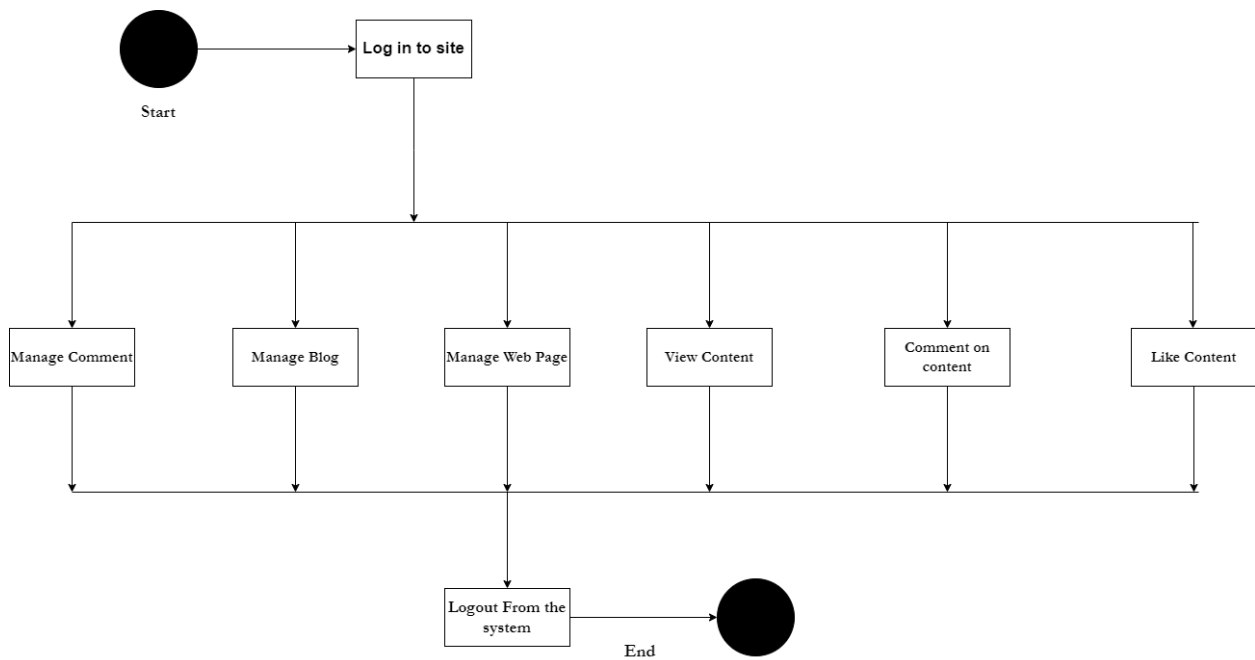 Log in to site
Start
Manage Comment
Manage Blog
Manage Web Page
View Content
Comment on
content
Like Content
Logout From the
system
End